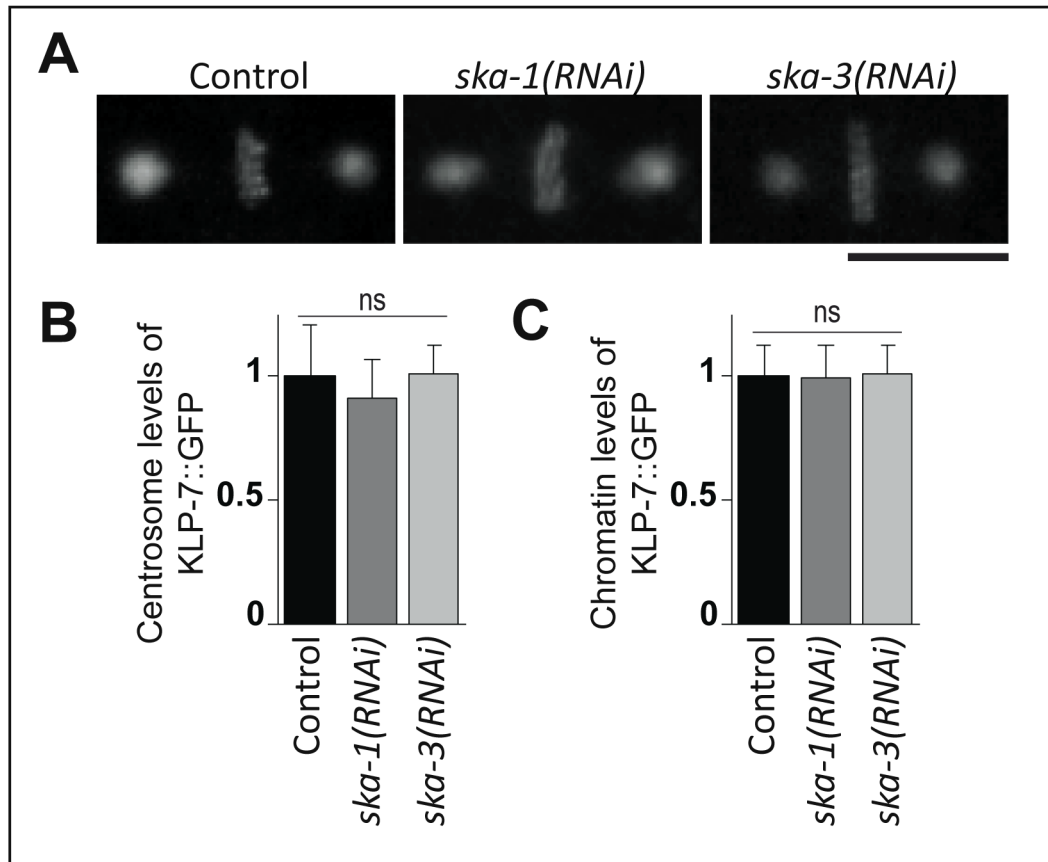 A
Control
ska-1(RNAi)
ska-3(RNAi)
B
ns
Centrosome levels of
KLP-7::GFP
1
0.5
0
Control
ska-1(RNAi)
ska-3(RNAi)
C
ns
Chromatin levels of
KLP-7::GFP
1
0.5
0
Control
ska-1(RNAi)
ska-3(RNAi)